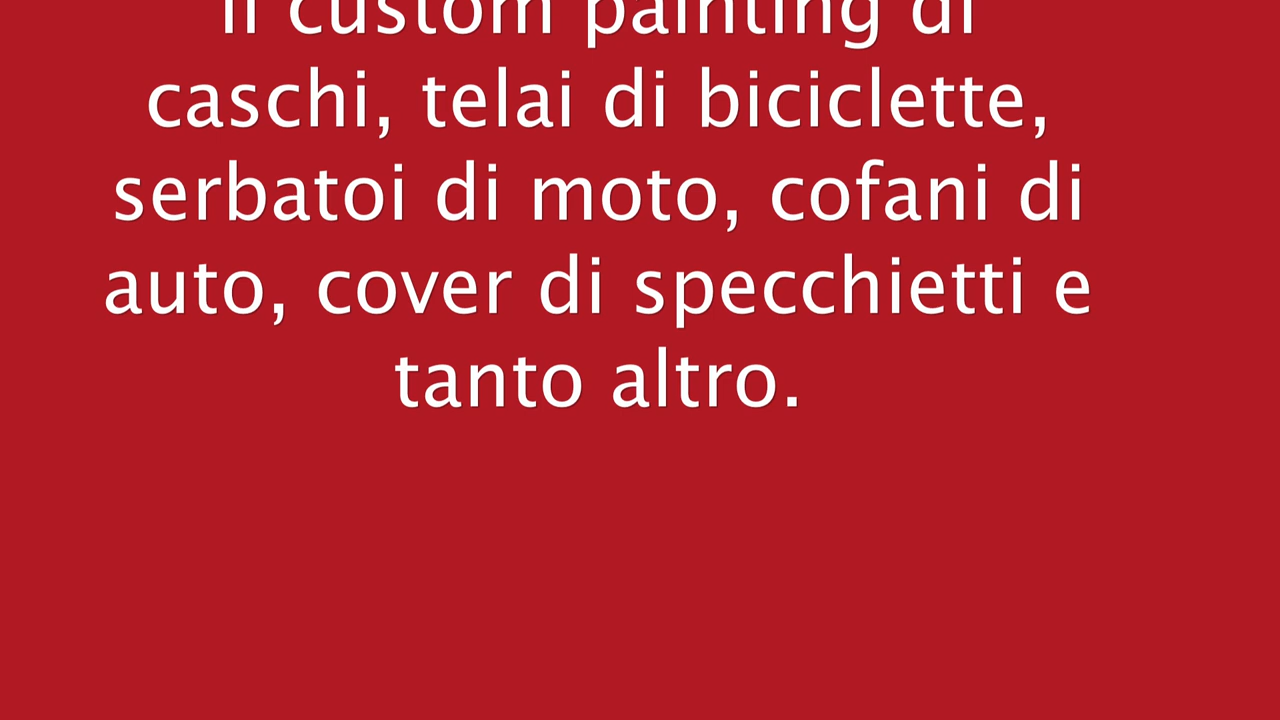 il custom painting di
caschi, telai di biciclette,
serbatoi di moto, cofani di
auto, cover di specchietti e
tanto altro.